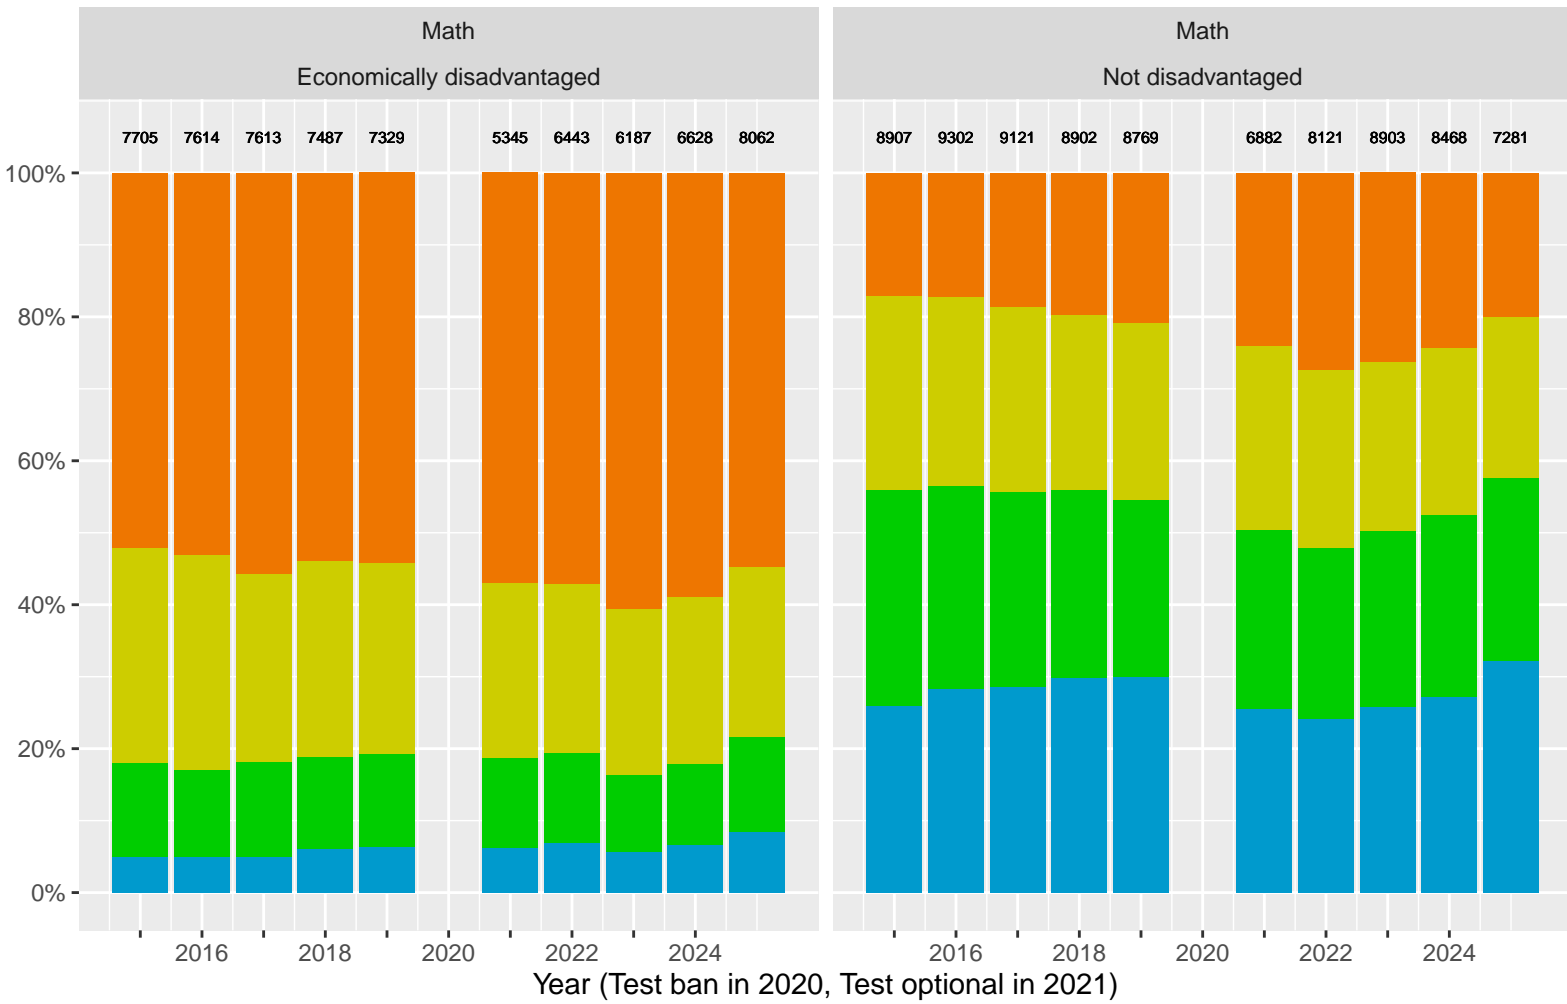 Math
Economically disadvantaged
Math
Not disadvantaged
7705 7614 7613 7487 7329 5345 6443 6187 6628 8062
8907 9302 9121 8902 8769 6882 8121 8903 8468 7281
100%
80%
60%
40%
20%
0%
2016 2018 2020 2022 2024
2016 2018 2020 2022 2024
Year (Test ban in 2020, Test optional in 2021)